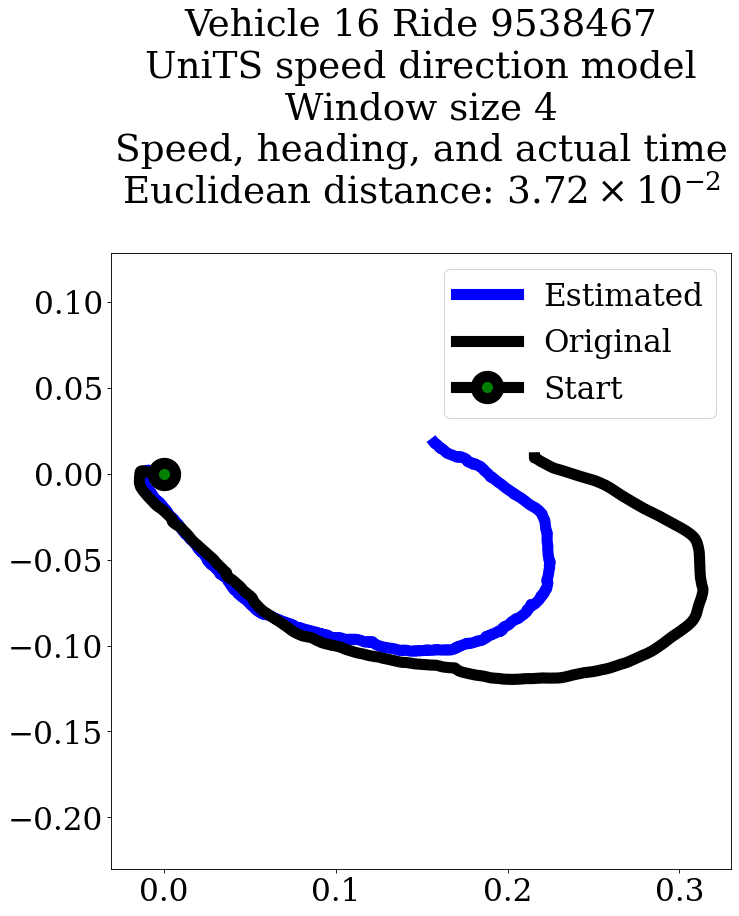 Vehicle 16 Ride 9538467
UniTS speed direction model
Window size 4
Speed, heading, and actual time
Euclidean distance: 3.72 × 10⁻²
Estimated
Original
Start
0.10
0.05
0.00
−0.05
−0.10
−0.15
−0.20
0.0 0.1 0.2 0.3